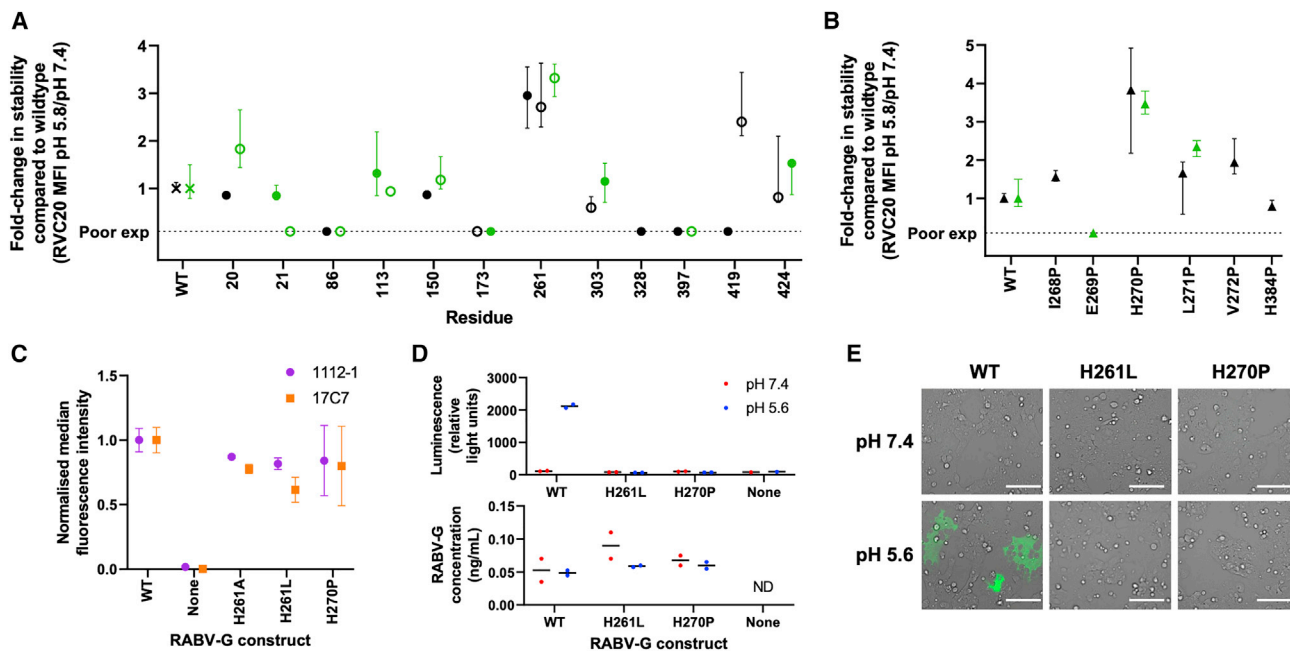 A
Fold-change in stability
compared to wildtype
(RVC20 MFI pH 5.8/pH 7.4)
4
3
2
1
Poor exp
WT
20
21
86
113
150
173
261
303
328
397
419
424
Residue
B
Fold-change in stability
compared to wildtype
(RVC20 MFI pH 5.8/pH 7.4)
5
4
3
2
1
Poor exp
WT
I268P
E269P
H270P
L271P
V272P
H384P
C
Normalised median
fluorescence intensity
1.5
1.0
0.5
0.0
1112-1
17C7
WT
None
H261A
H261L
H270P
RABV-G construct
D
Luminescence
(relative
light units)
3000
2000
1000
500
0
pH 7.4
pH 5.6
WT
H261L
H270P
None
RABV-G
concentration
(ng/mL)
0.15
0.10
0.05
0.00
ND
WT
H261L
H270P
None
RABV-G construct
E
WT
H261L
H270P
pH 7.4
pH 5.6